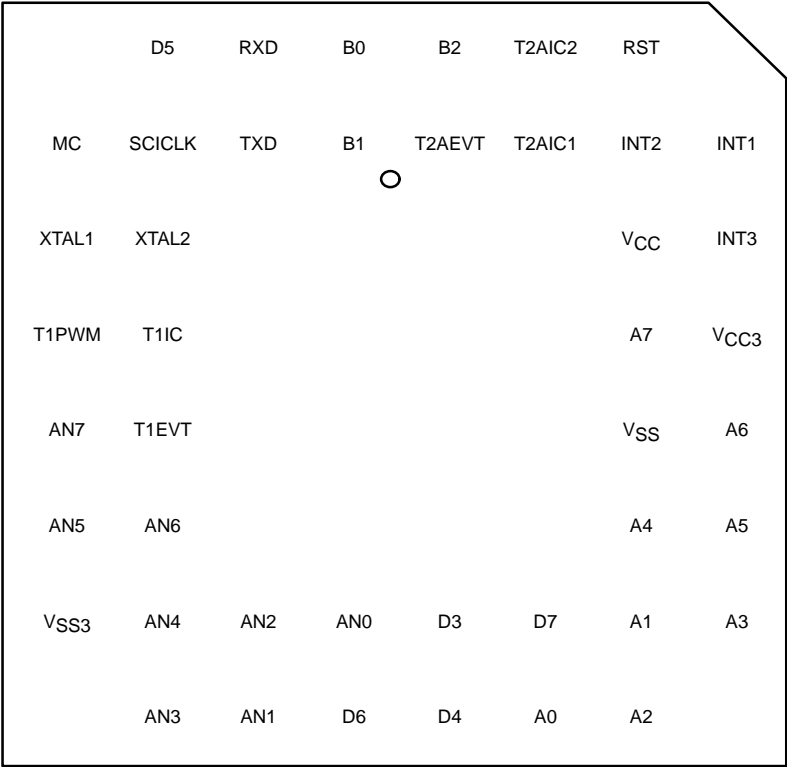 D5 RXD B0 B2 T2AIC2 RST
MC SCICLK TXD B1 T2AEVT T2AIC1 INT2 INT1
XTAL1 XTAL2 VCC INT3
T1PWM T1IC A7 VCC3
AN7 T1EVT VSS A6
AN5 AN6 A4 A5
VSS3 AN4 AN2 AN0 D3 D7 A1 A3
AN3 AN1 D6 D4 A0 A2